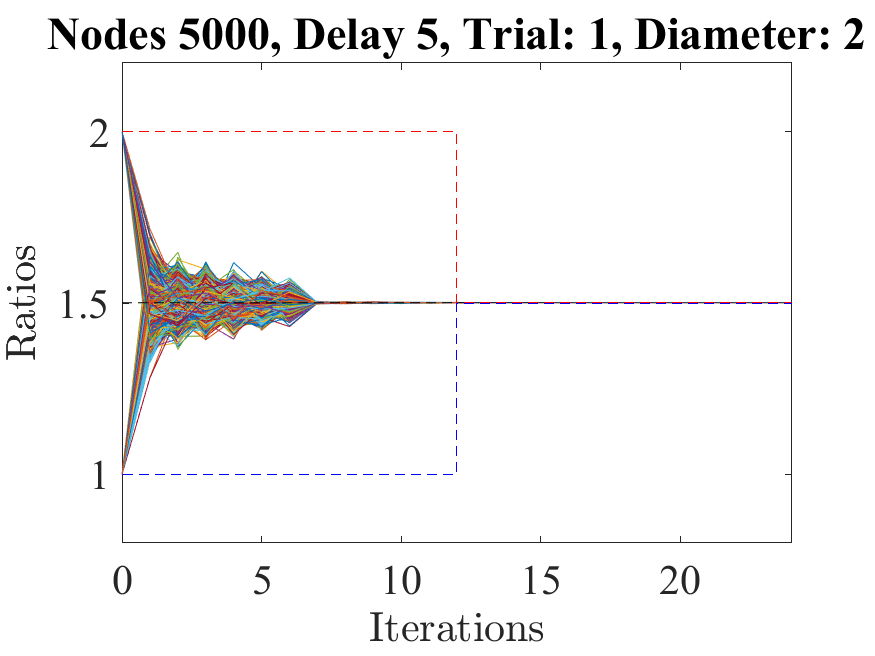 Nodes 5000, Delay 5, Trial: 1, Diameter: 2
2
1.5
1
Ratios
0 5 10 15 20
Iterations